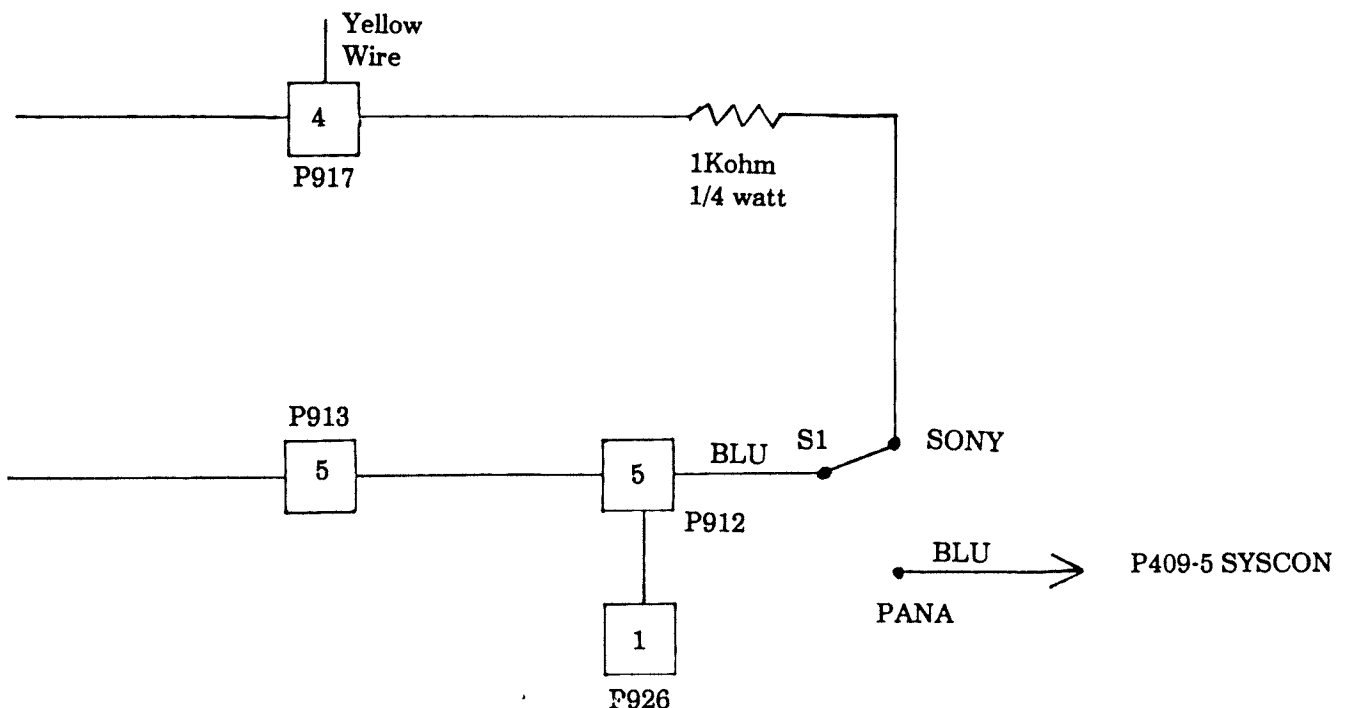 Yellow
Wire
4
P917
1Kohm
1/4 watt
P913
5
5
BLU
S1
SONY
P912
BLU
P409-5 SYSCON
PANA
1
P926